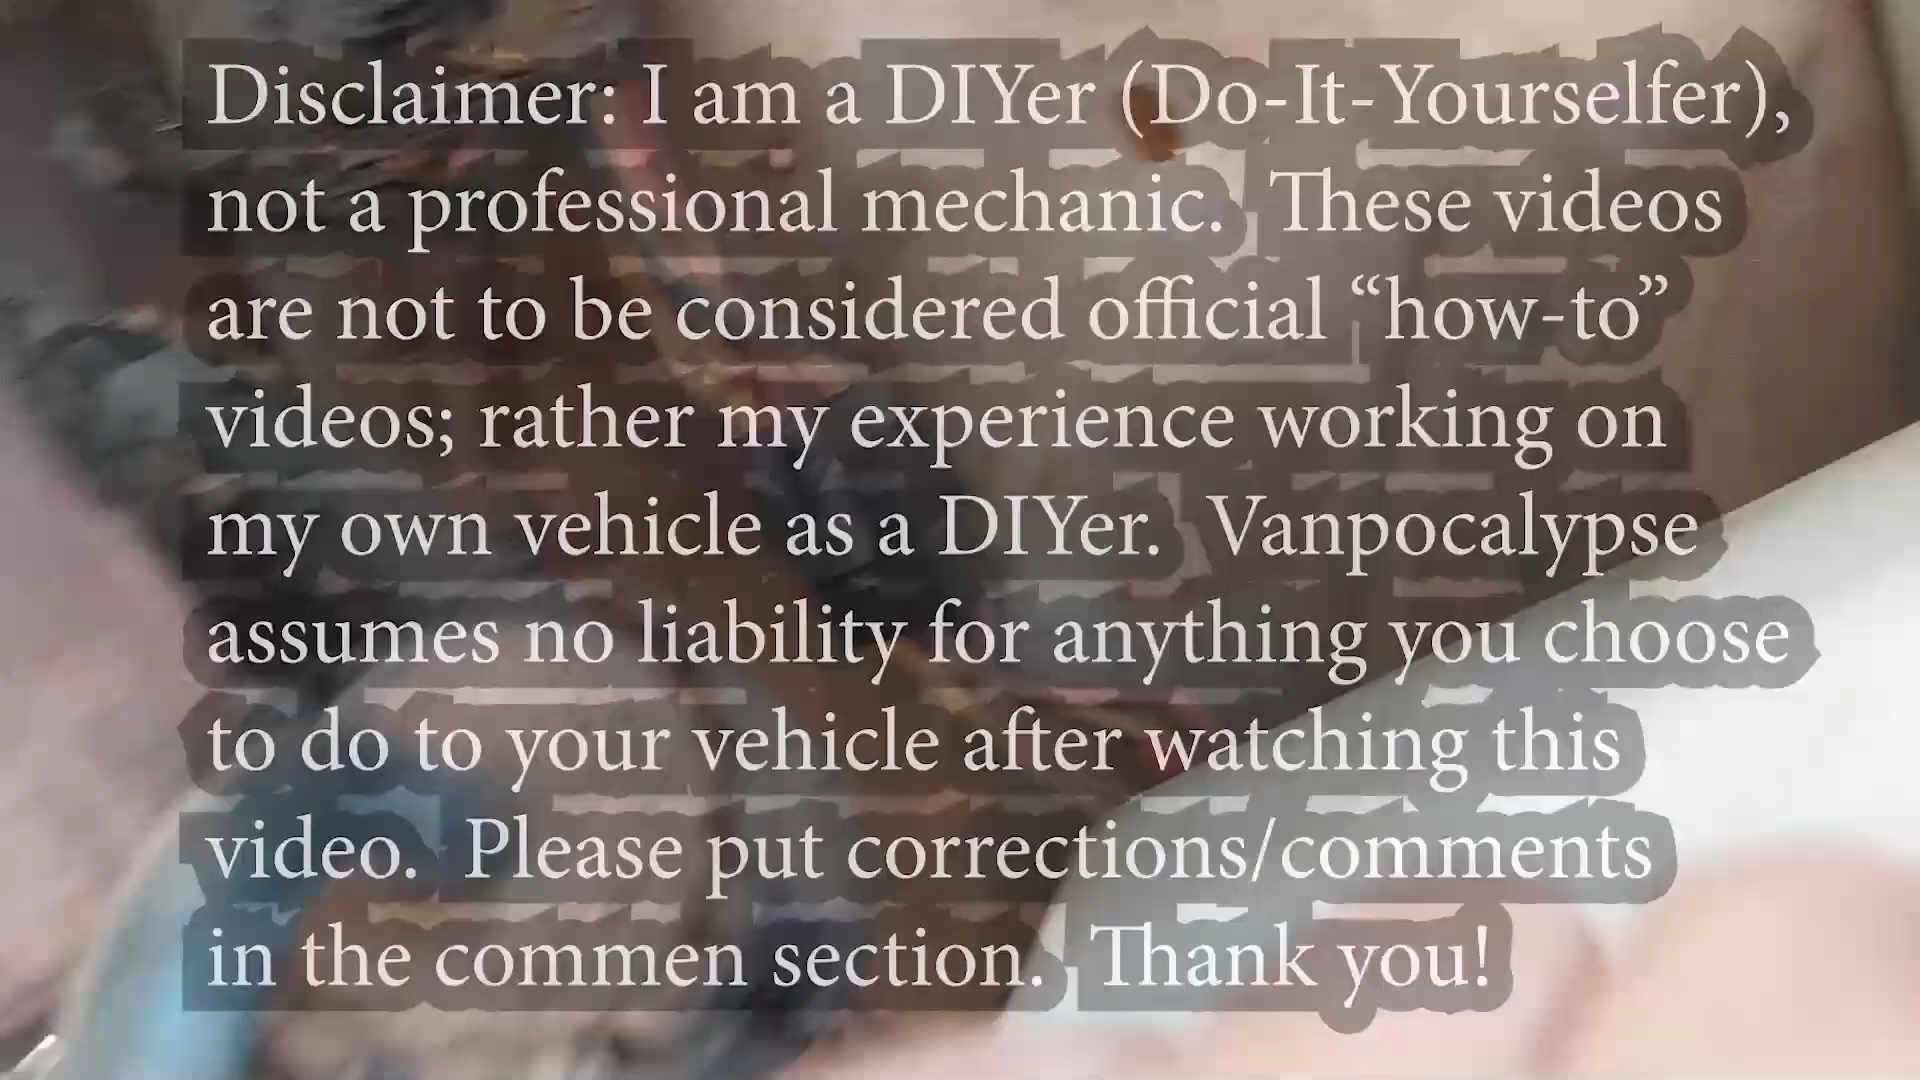 Disclaimer: I am a DIYer (Do-It-Yourselfer),
not a professional mechanic.  These videos
are not to be considered official “how-to”
videos; rather my experience working on
my own vehicle as a DIYer.  Vanpocalypse
assumes no liability for anything you choose
to do to your vehicle after watching this
video.  Please put corrections/comments
in the commen section.  Thank you!